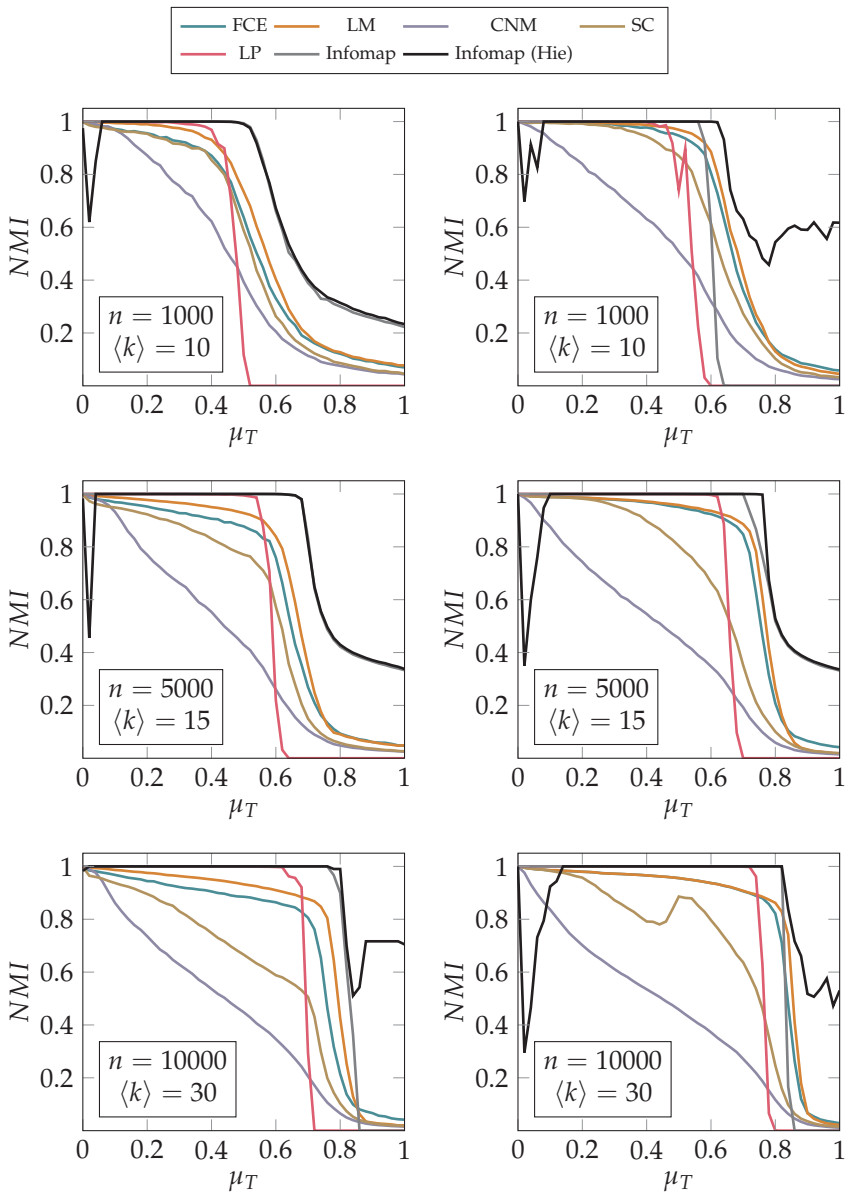 FCE LM CNM SC
LP Infomap Infomap (Hie)
1
0.8
0.6
0.4
0.2
NMI
n = 1000
⟨k⟩ = 10
0 0.2 0.4 0.6 0.8 1
μT
1
0.8
0.6
0.4
0.2
NMI
n = 1000
⟨k⟩ = 10
0 0.2 0.4 0.6 0.8 1
μT
1
0.8
0.6
0.4
0.2
NMI
n = 5000
⟨k⟩ = 15
0 0.2 0.4 0.6 0.8 1
μT
1
0.8
0.6
0.4
0.2
NMI
n = 5000
⟨k⟩ = 15
0 0.2 0.4 0.6 0.8 1
μT
1
0.8
0.6
0.4
0.2
NMI
n = 10000
⟨k⟩ = 30
0 0.2 0.4 0.6 0.8 1
μT
1
0.8
0.6
0.4
0.2
NMI
n = 10000
⟨k⟩ = 30
0 0.2 0.4 0.6 0.8 1
μT